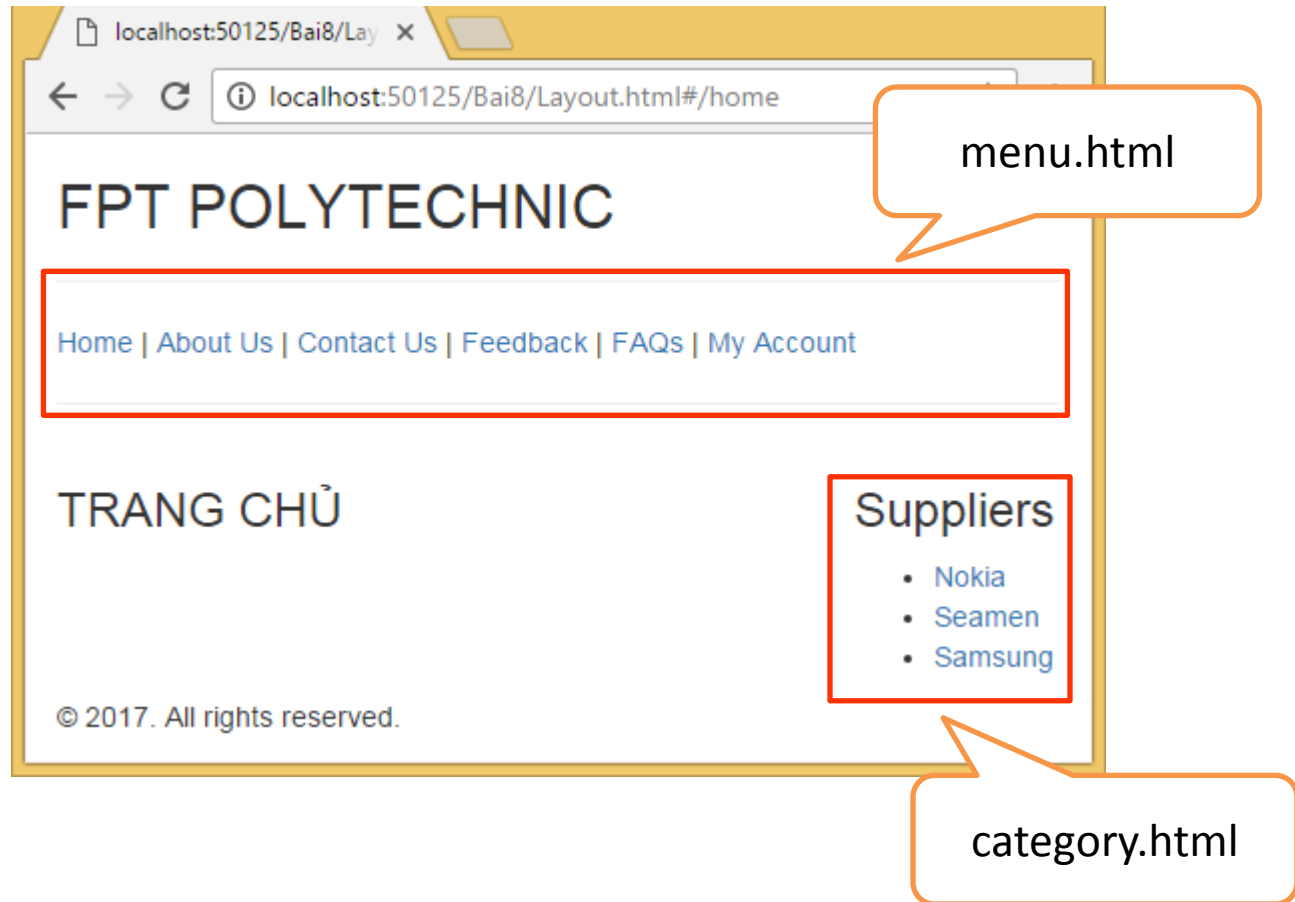 localhost:50125/Bai8/Lay
localhost:50125/Bai8/Layout.html#/home
menu.html
FPT POLYTECHNIC
Home | About Us | Contact Us | Feedback | FAQs | My Account
TRANG CHỦ
Suppliers
• Nokia
• Seamen
• Samsung
© 2017. All rights reserved.
category.html